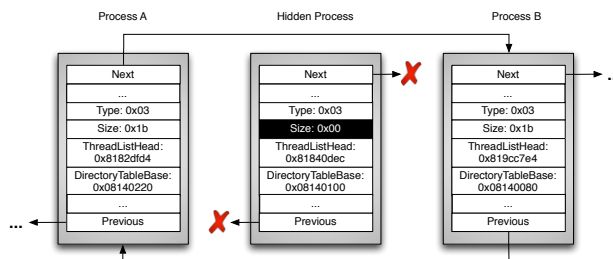 Process A
Hidden Process
Process B
Next
...
Type: 0x03
Size: 0x1b
ThreadListHead:
0x8182dfd4
DirectoryTableBase:
0x08140220
...
Previous
...
Next
...
Type: 0x03
Size: 0x00
ThreadListHead:
0x81840dec
DirectoryTableBase:
0x08140100
...
Previous
Next
...
Type: 0x03
Size: 0x1b
ThreadListHead:
0x819cc7e4
DirectoryTableBase:
0x08140080
...
Previous
...